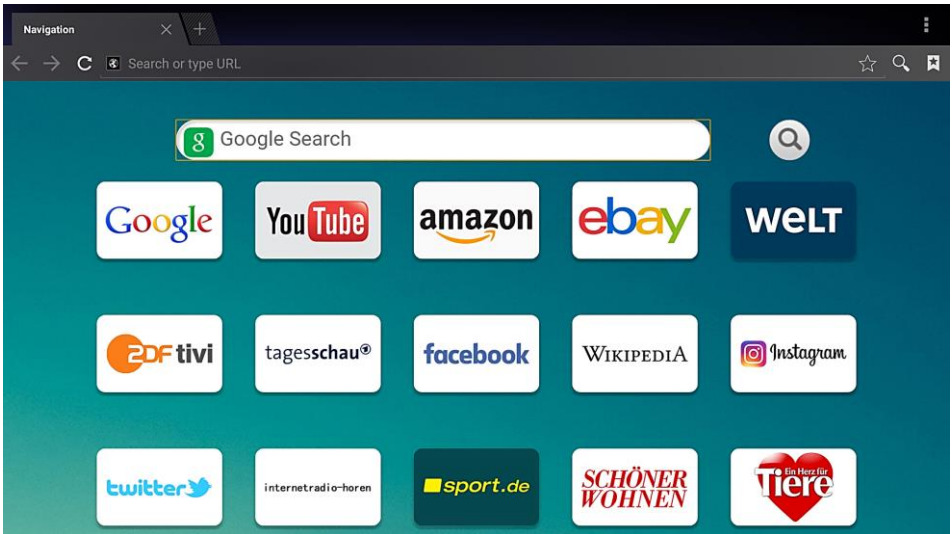 Navigation
Search or type URL
g Google Search
Google
YouTube
amazon
ebay
WELT
ZDF tivi
tagesschau
facebook
WIKIPEDIA
Instagram
twitter
internetradio-horen
sport.de
SCHÖNER
WOHNEN
Ein Herz für
Tiere